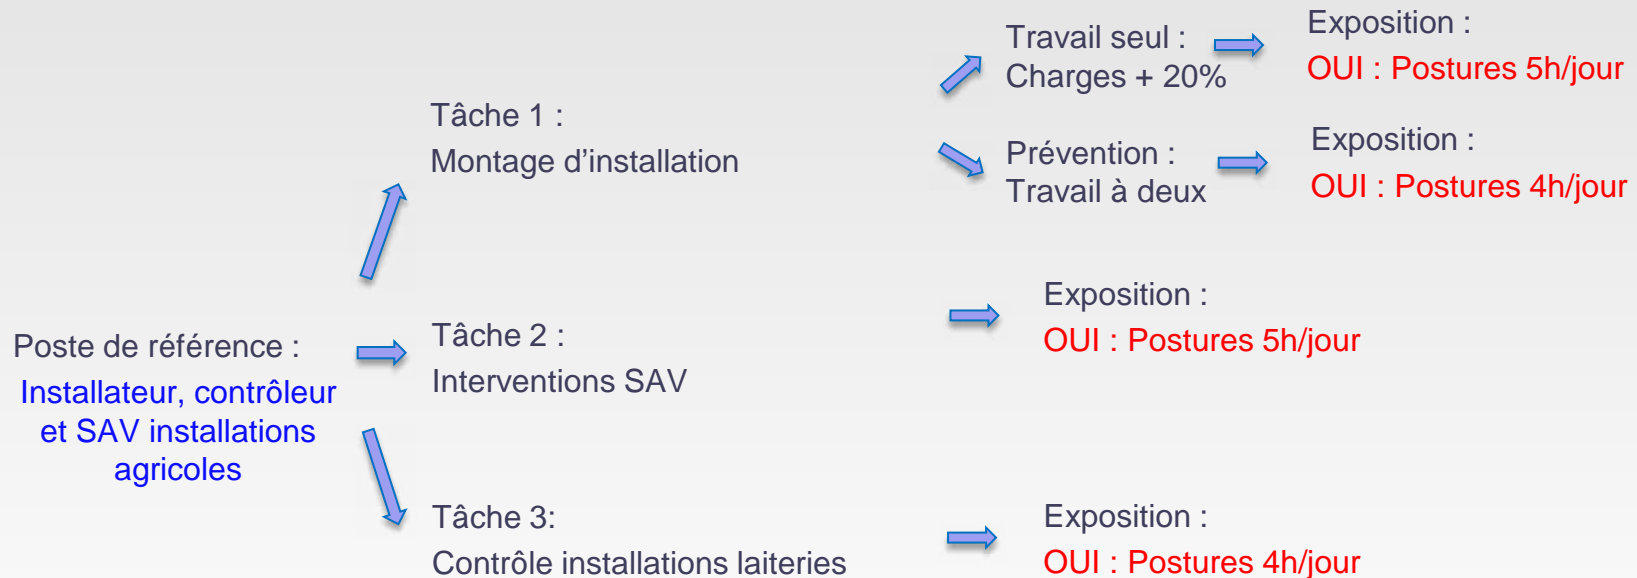 Poste de référence :
Installateur, contrôleur
et SAV installations
agricoles
Tâche 1 :
Montage d’installation
Travail seul :
Charges + 20%
Exposition :
OUI : Postures 5h/jour
Prévention :
Travail à deux
Exposition :
OUI : Postures 4h/jour
Tâche 2 :
Interventions SAV
Exposition :
OUI : Postures 5h/jour
Tâche 3:
Contrôle installations laiteries
Exposition :
OUI : Postures 4h/jour